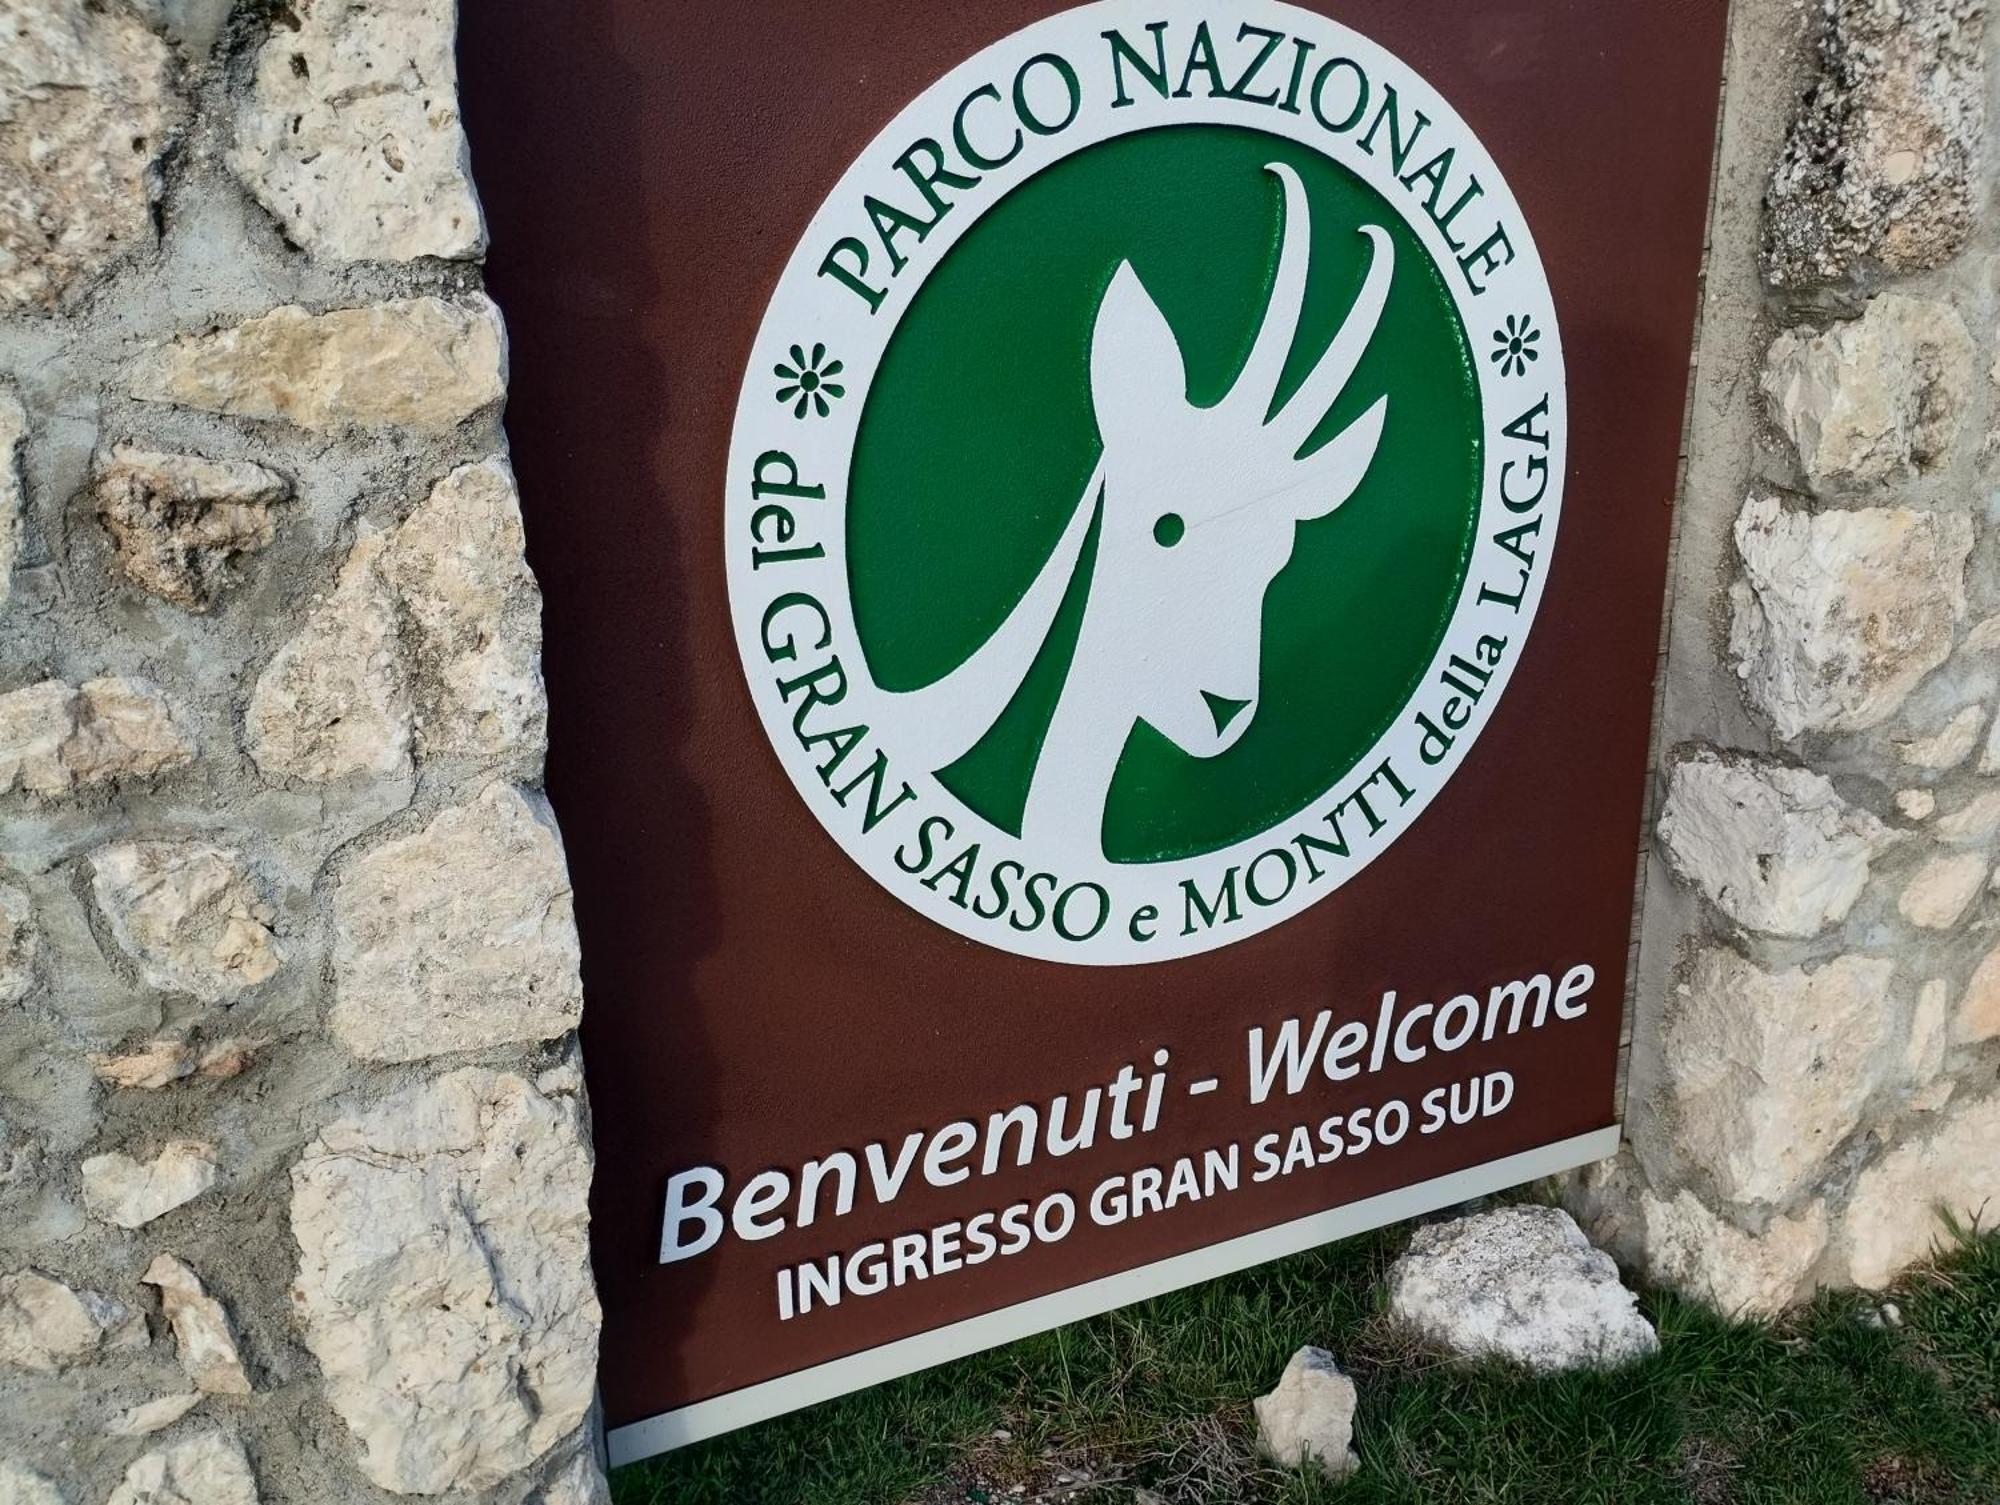 PARCO NAZIONALE
del GRAN SASSO e MONTI della LAGA
Benvenuti - Welcome
INGRESSO GRAN SASSO SUD